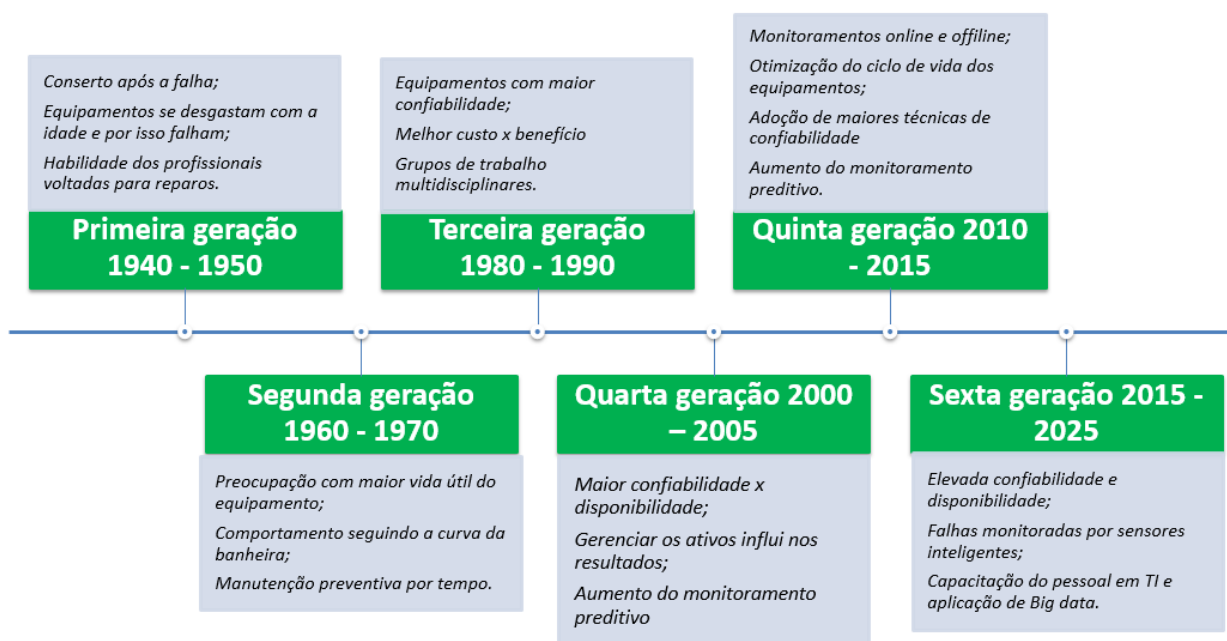 Conserto após a falha;
Equipamentos se desgastam com a
idade e por isso falham;
Habilidade dos profissionais
voltadas para reparos.
Primeira geração
1940 - 1950
Preocupação com maior vida útil do
equipamento;
Comportamento seguindo a curva da
banheira;
Manutenção preventiva por tempo.
Segunda geração
1960 - 1970
Equipamentos com maior
confiabilidade;
Melhor custo x benefício
Grupos de trabalho
multidisciplinares.
Terceira geração
1980 - 1990
Quarta geração 2000
– 2005
Maior confiabilidade x
disponibilidade;
Gerenciar os ativos influi nos
resultados;
Aumento do monitoramento
preditivo
Monitoramentos online e offiline;
Otimização do ciclo de vida dos
equipamentos;
Adoção de maiores técnicas de
confiabilidade
Aumento do monitoramento
preditivo.
Quinta geração 2010
- 2015
Sexta geração 2015 -
2025
Elevada confiabilidade e
disponibilidade;
Falhas monitoradas por sensores
inteligentes;
Capacitação do pessoal em TI e
aplicação de Big data.